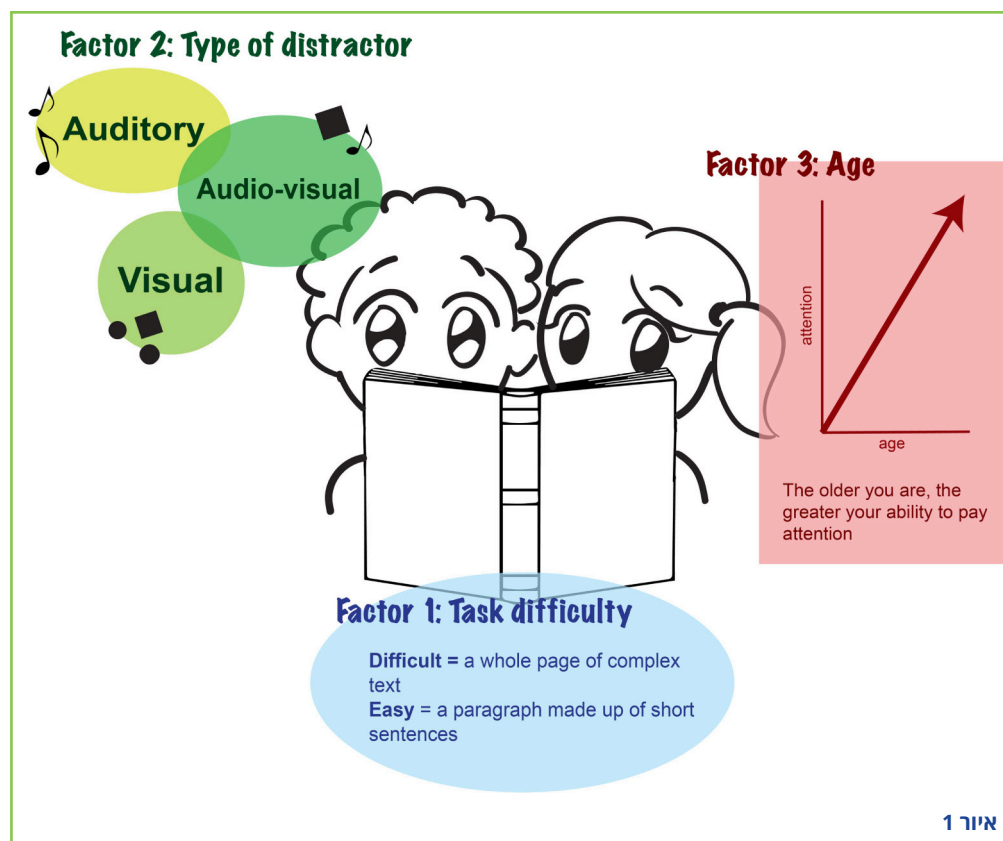 Factor 2: Type of distractor
Auditory
Audio-visual
Visual
Factor 3: Age
attention
age
The older you are, the
greater your ability to pay
attention
Factor 1: Task difficulty
Difficult = a whole page of complex
text
Easy = a paragraph made up of short
sentences
איור 1